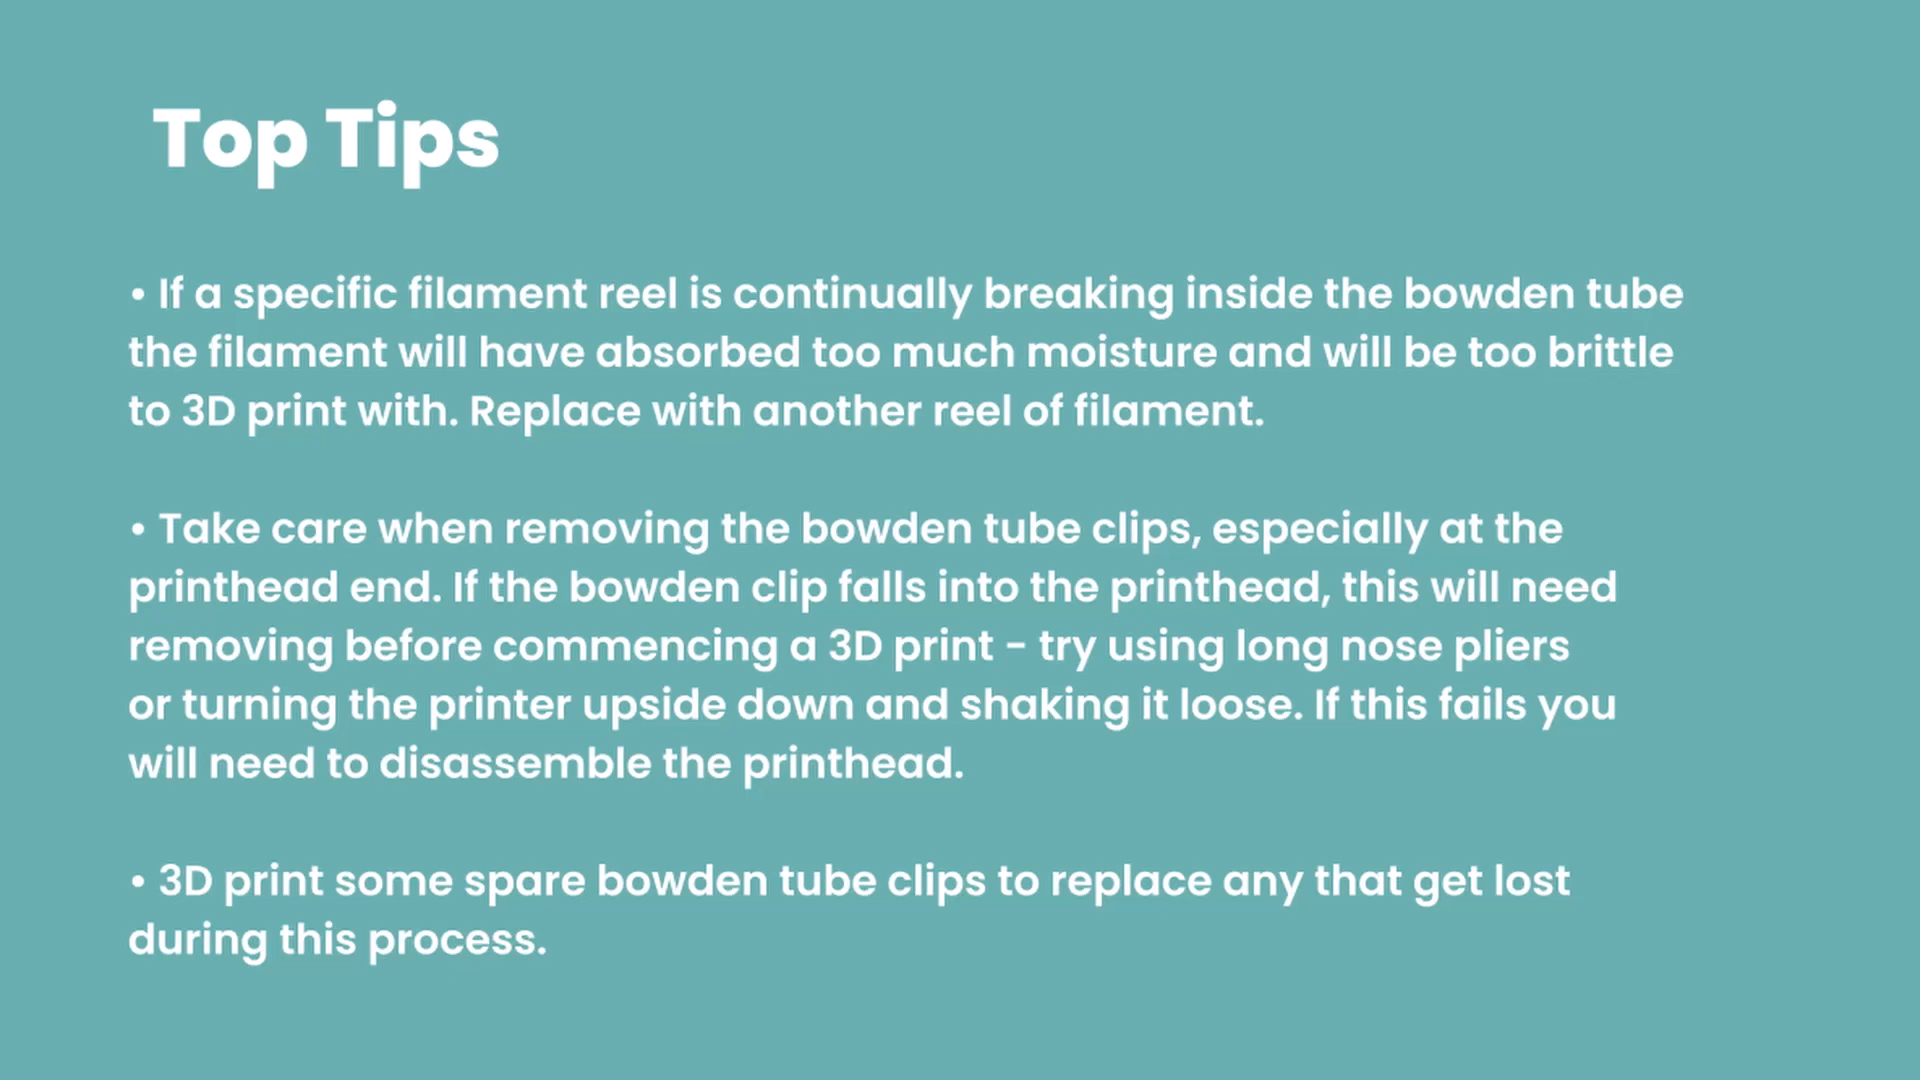 Top Tips
• If a specific filament reel is continually breaking inside the bowden tube
the filament will have absorbed too much moisture and will be too brittle
to 3D print with. Replace with another reel of filament.
• Take care when removing the bowden tube clips, especially at the
printhead end. If the bowden clip falls into the printhead, this will need
removing before commencing a 3D print - try using long nose pliers
or turning the printer upside down and shaking it loose. If this fails you
will need to disassemble the printhead.
• 3D print some spare bowden tube clips to replace any that get lost
during this process.